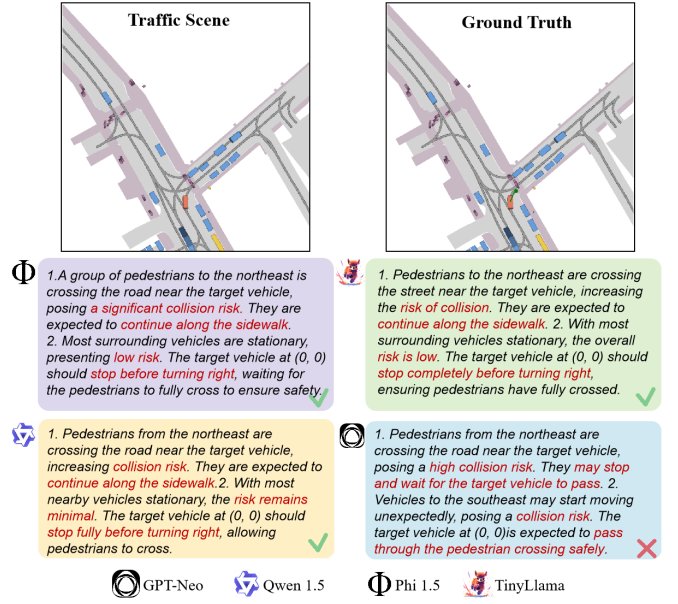 Traffic Scene
Ground Truth
Φ
1.A group of pedestrians to the northeast is
crossing the road near the target vehicle,
posing a significant collision risk. They are
expected to continue along the sidewalk.
2. Most surrounding vehicles are stationary,
presenting low risk. The target vehicle at (0, 0)
should stop before turning right, waiting for
the pedestrians to fully cross to ensure safety.
1. Pedestrians to the northeast are crossing
the street near the target vehicle, increasing
the risk of collision. They are expected to
continue along the sidewalk. 2. With most
surrounding vehicles stationary, the overall
risk is low. The target vehicle at (0, 0) should
stop completely before turning right,
ensuring pedestrians have fully crossed.
1. Pedestrians from the northeast are
crossing the road near the target vehicle,
increasing collision risk. They are expected to
continue along the sidewalk.2. With most
nearby vehicles stationary, the risk remains
minimal. The target vehicle at (0, 0) should
stop fully before turning right, allowing
pedestrians to cross.
1. Pedestrians from the northeast are
crossing the road near the target vehicle,
posing a high collision risk. They may stop
and wait for the target vehicle to pass. 2.
Vehicles to the southeast may start moving
unexpectedly, posing a collision risk. The
target vehicle at (0, 0)is expected to pass
through the pedestrian crossing safely.
GPT-Neo
Qwen 1.5
Φ Phi 1.5
TinyLlama